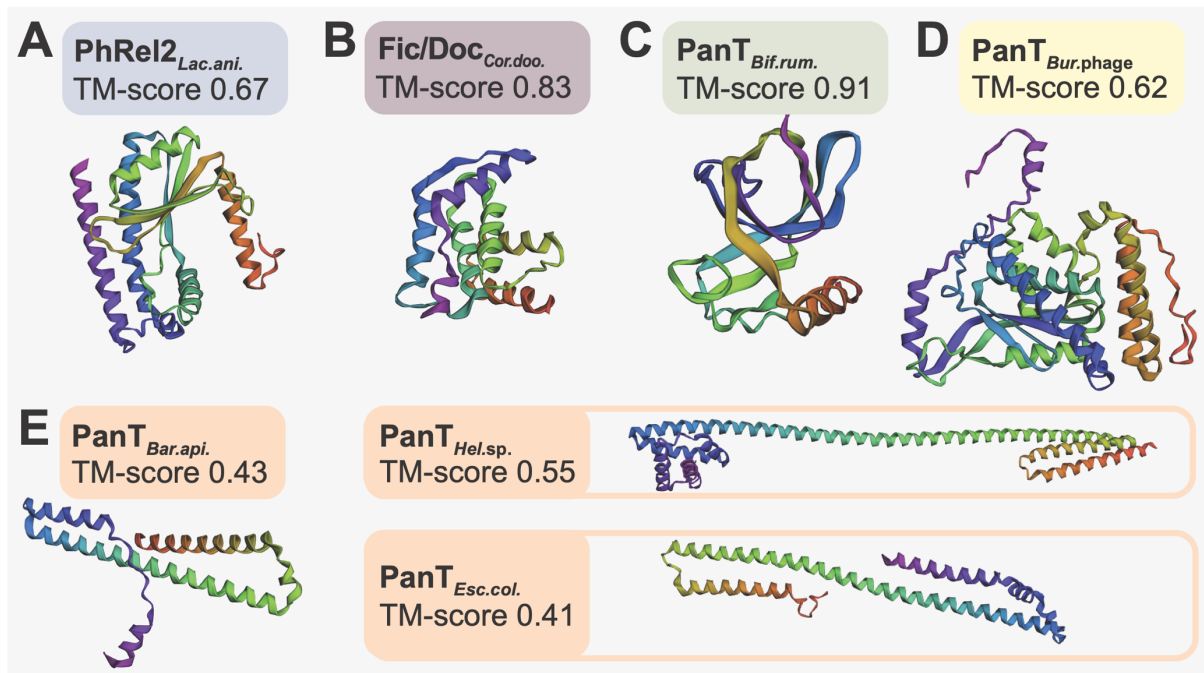 A
PhRel2Lac.ani.
TM-score 0.67
B
Fic/DocCor.doo.
TM-score 0.83
C
PanTBif.rum.
TM-score 0.91
D
PanTBur.phage
TM-score 0.62
E
PanTBar.api.
TM-score 0.43
PanTHel.sp.
TM-score 0.55
PanTEsc.col.
TM-score 0.41